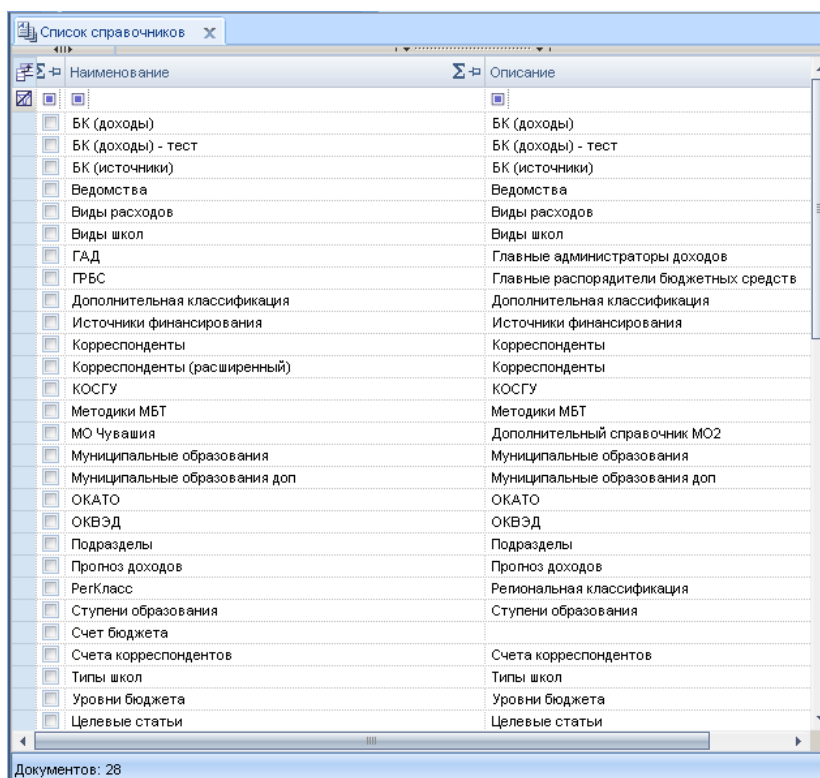 Список справочников
Наименование Описание
БК (доходы) БК (доходы)
БК (доходы) - тест БК (доходы) - тест
БК (источники) БК (источники)
Ведомства Ведомства
Виды расходов Виды расходов
Виды школ Виды школ
ГАД Главные администраторы доходов
ГРБС Главные распорядители бюджетных средств
Дополнительная классификация Дополнительная классификация
Источники финансирования Источники финансирования
Корреспонденты Корреспонденты
Корреспонденты (расширенный) Корреспонденты
КОСГУ КОСГУ
Методики МБТ Методики МБТ
МО Чувашия Дополнительный справочник МО2
Муниципальные образования Муниципальные образования
Муниципальные образования доп Муниципальные образования доп
ОКАТО ОКАТО
ОКВЭД ОКВЭД
Подразделы Подразделы
Прогноз доходов Прогноз доходов
РегКласс Региональная классификация
Ступени образования Ступени образования
Счет бюджета
Счета корреспондентов Счета корреспондентов
Типы школ Типы школ
Уровни бюджета Уровни бюджета
Целевые статьи Целевые статьи
Документов: 28